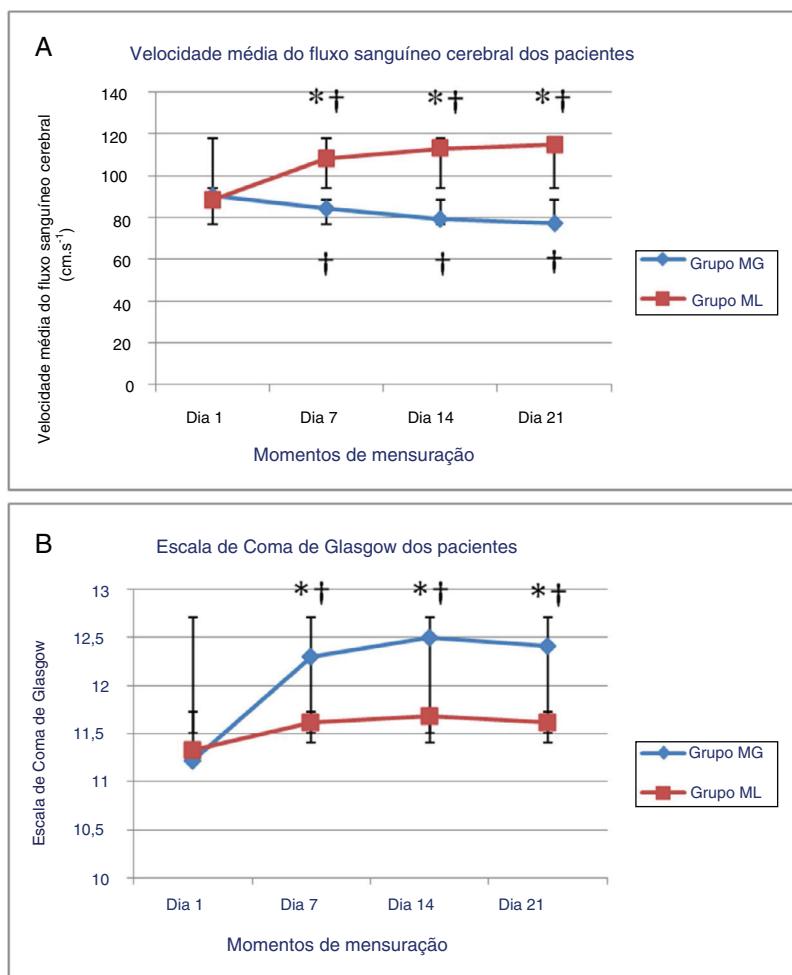 A
Velocidade média do fluxo sanguíneo cerebral dos pacientes
Velocidade média do fluxo sanguíneo cerebral
(cm.s-1)
140
120
100
80
60
40
20
0
*† *† *†
† † †
Dia 1 Dia 7 Dia 14 Dia 21
Momentos de mensuração
Grupo MG
Grupo ML
B
Escala de Coma de Glasgow dos pacientes
Escala de Coma de Glasgow
13
12,5
12
11,5
11
10,5
10
*† *† *†
Dia 1 Dia 7 Dia 14 Dia 21
Momentos de mensuração
Grupo MG
Grupo ML